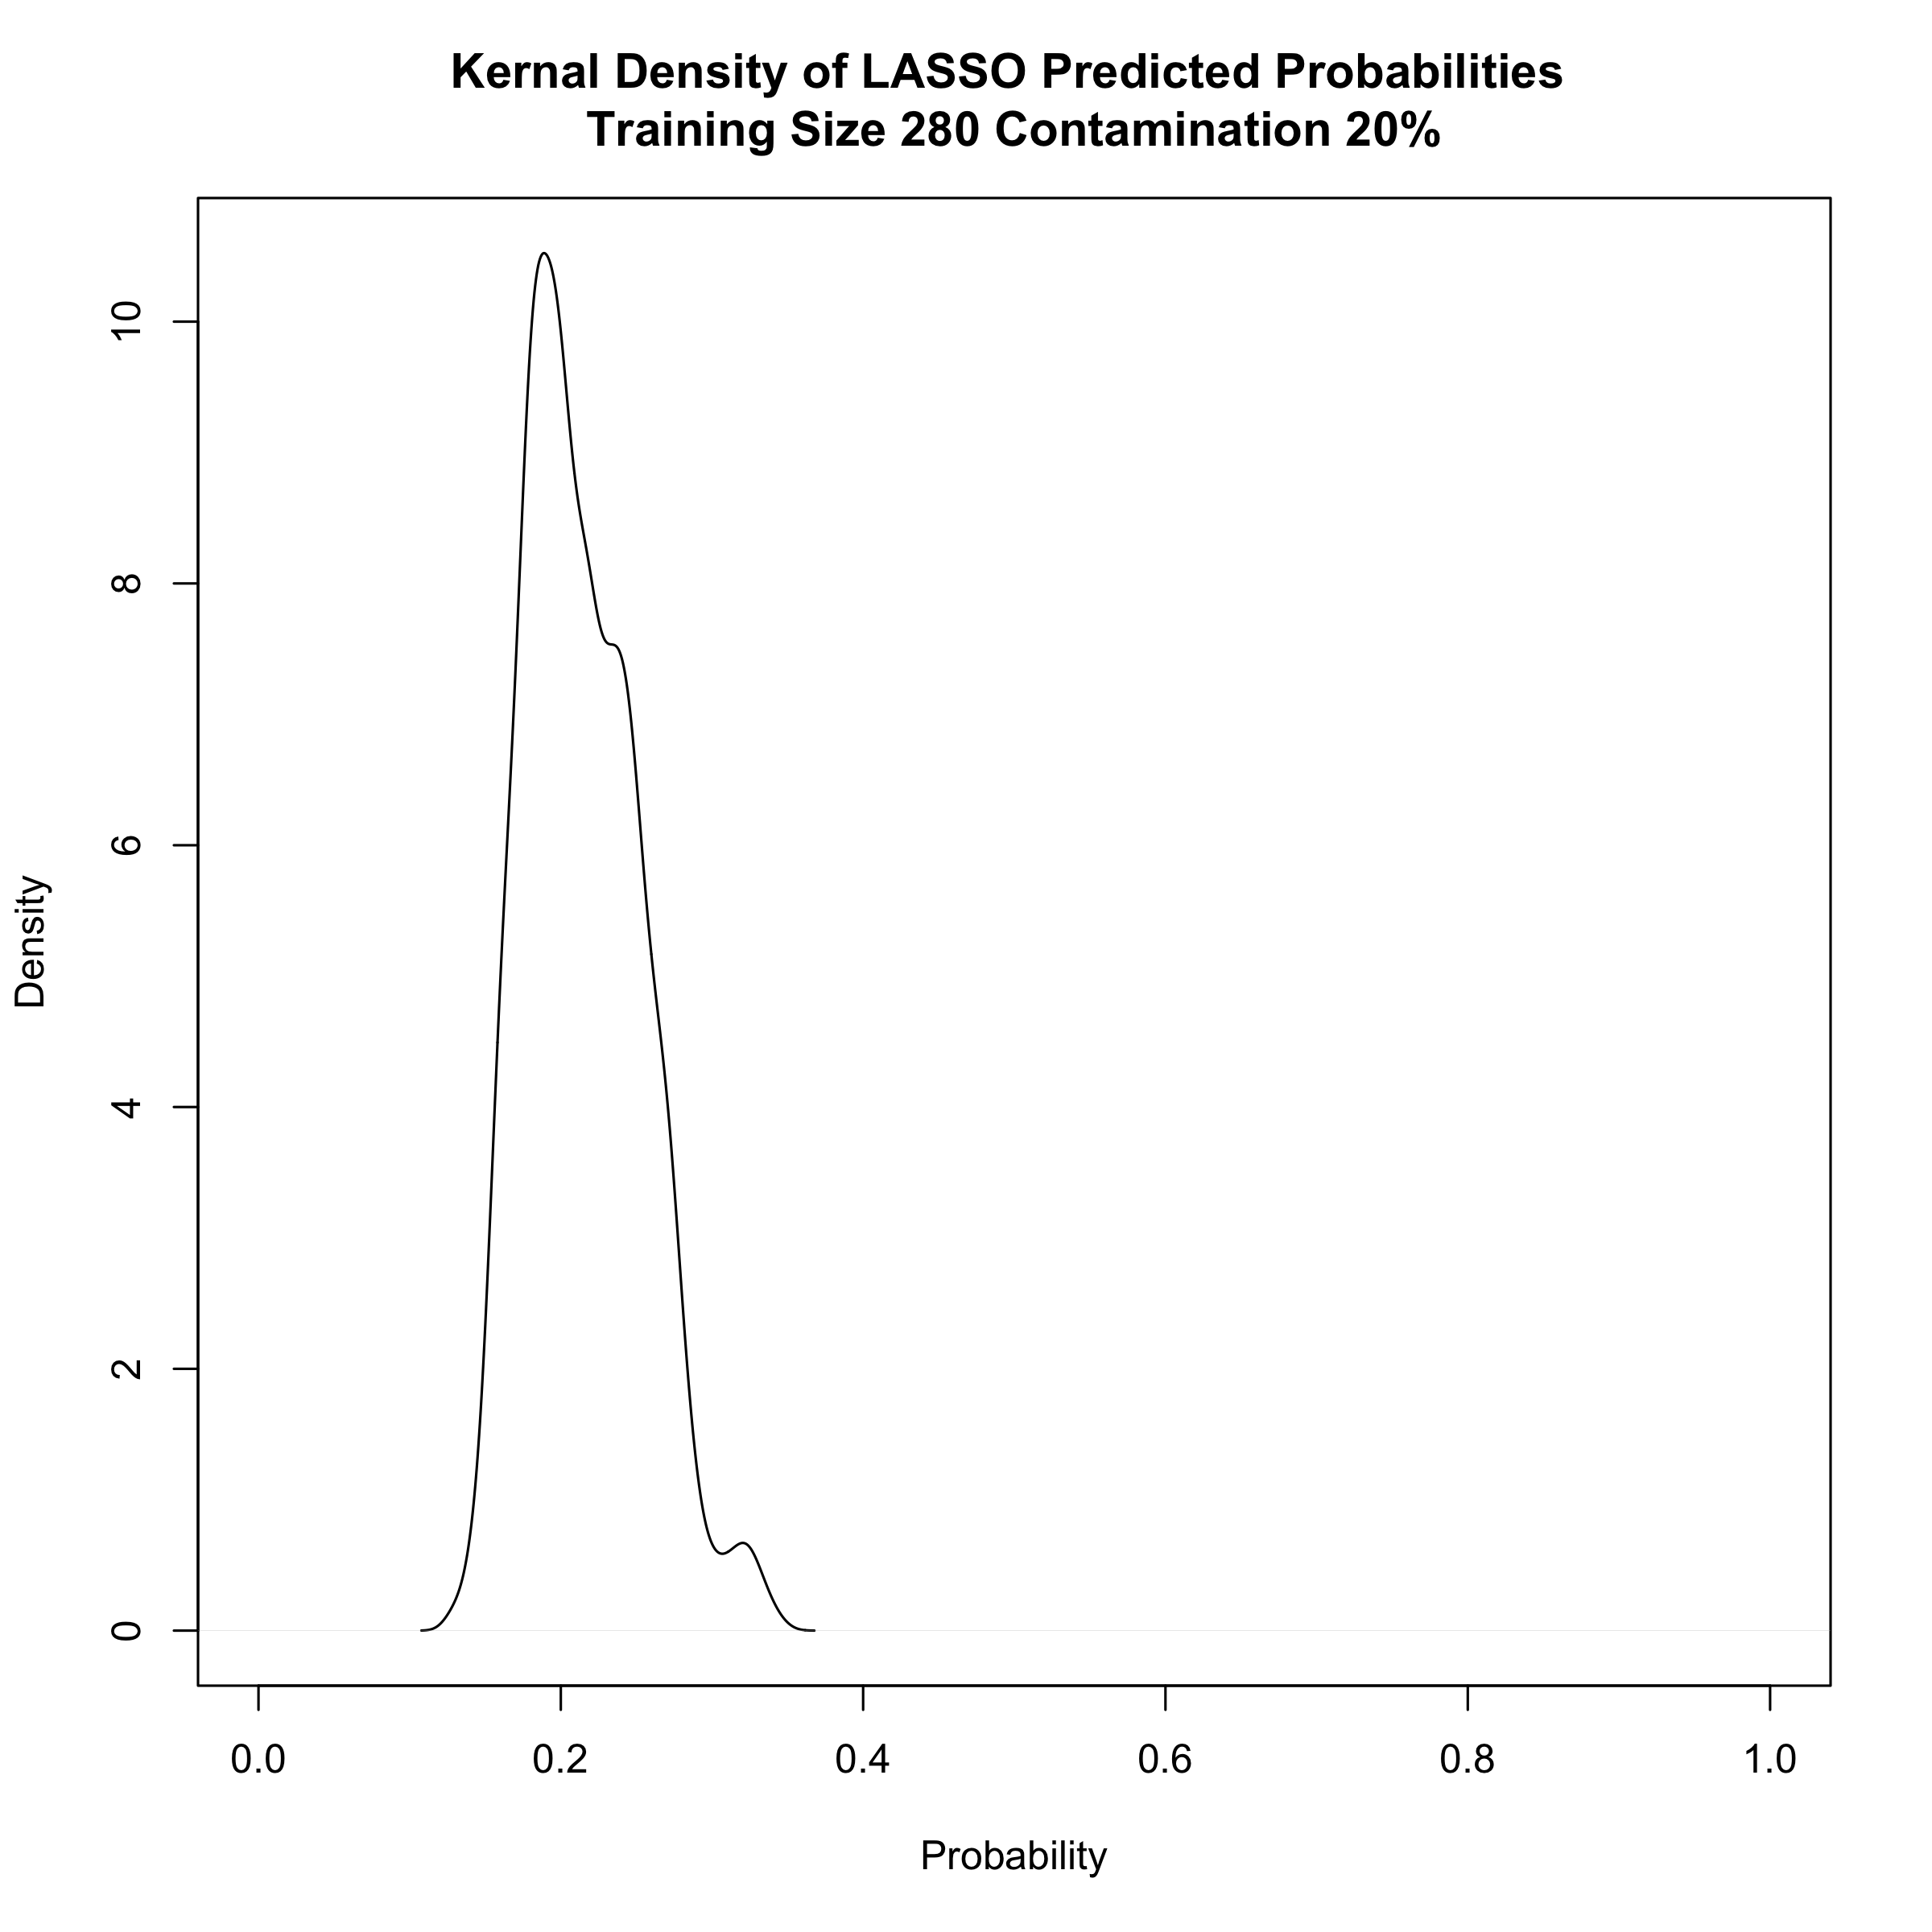 Kernal Density of LASSO Predicted Probabilities
Training Size 280 Contamination 20%
10
8
6
4
2
0
Density
0.0 0.2 0.4 0.6 0.8 1.0
Probability